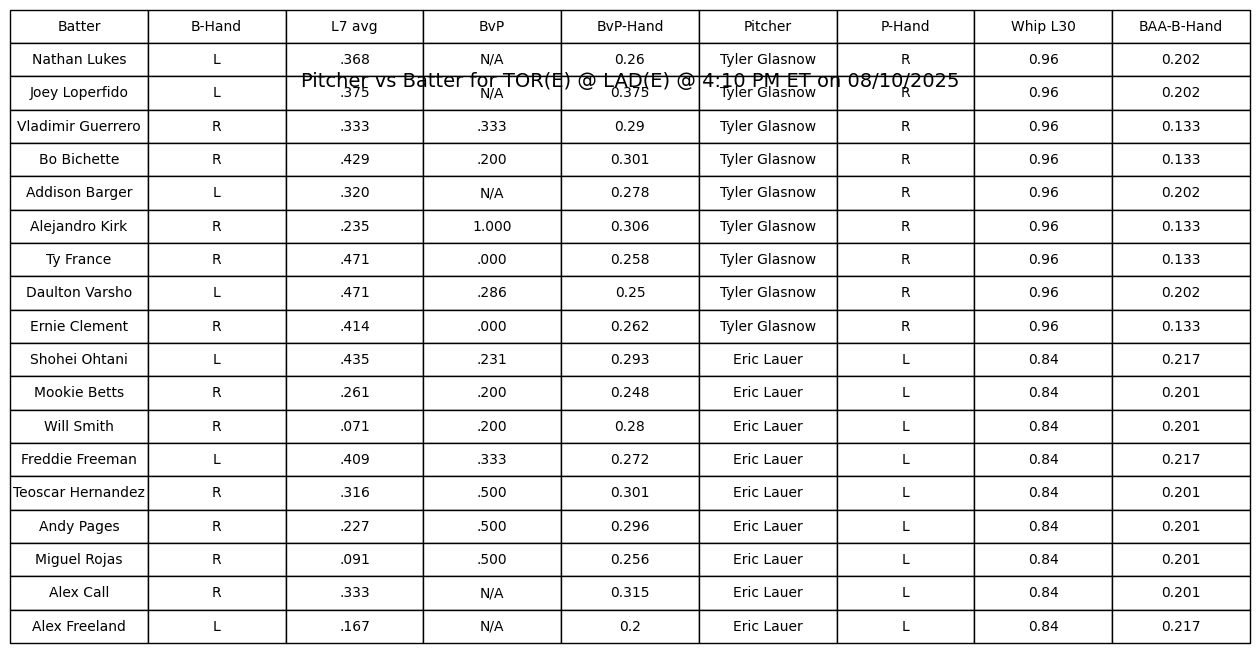 Batter B-Hand L7 avg BvP BvP-Hand Pitcher P-Hand Whip L30 BAA-B-Hand
Nathan Lukes L .368 N/A 0.26 Tyler Glasnow R 0.96 0.202
Pitcher vs Batter for TOR(E) @ LAD(E) @ 4:10 PM ET on 08/10/2025
Joey Loperfido L .375 N/A 0.375 Tyler Glasnow R 0.96 0.202
Vladimir Guerrero R .333 .333 0.29 Tyler Glasnow R 0.96 0.133
Bo Bichette R .429 .200 0.301 Tyler Glasnow R 0.96 0.133
Addison Barger L .320 N/A 0.278 Tyler Glasnow R 0.96 0.202
Alejandro Kirk R .235 1.000 0.306 Tyler Glasnow R 0.96 0.133
Ty France R .471 .000 0.258 Tyler Glasnow R 0.96 0.133
Daulton Varsho L .471 .286 0.25 Tyler Glasnow R 0.96 0.202
Ernie Clement R .414 .000 0.262 Tyler Glasnow R 0.96 0.133
Shohei Ohtani L .435 .231 0.293 Eric Lauer L 0.84 0.217
Mookie Betts R .261 .200 0.248 Eric Lauer L 0.84 0.201
Will Smith R .071 .200 0.28 Eric Lauer L 0.84 0.201
Freddie Freeman L .409 .333 0.272 Eric Lauer L 0.84 0.217
Teoscar Hernandez R .316 .500 0.301 Eric Lauer L 0.84 0.201
Andy Pages R .227 .500 0.296 Eric Lauer L 0.84 0.201
Miguel Rojas R .091 .500 0.256 Eric Lauer L 0.84 0.201
Alex Call R .333 N/A 0.315 Eric Lauer L 0.84 0.201
Alex Freeland L .167 N/A 0.2 Eric Lauer L 0.84 0.217